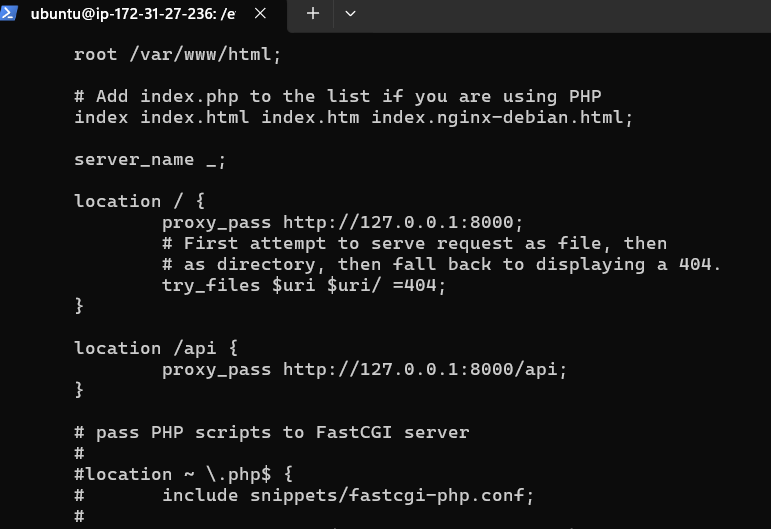 ubuntu@ip-172-31-27-236: /e
root /var/www/html;
# Add index.php to the list if you are using PHP
index index.html index.htm index.nginx-debian.html;
server_name _;
location / {
proxy_pass http://127.0.0.1:8000;
# First attempt to serve request as file, then
# as directory, then fall back to displaying a 404.
try_files $uri $uri/ =404;
}
location /api {
proxy_pass http://127.0.0.1:8000/api;
}
# pass PHP scripts to FastCGI server
#
#location ~ \.php$ {
#       include snippets/fastcgi-php.conf;
#